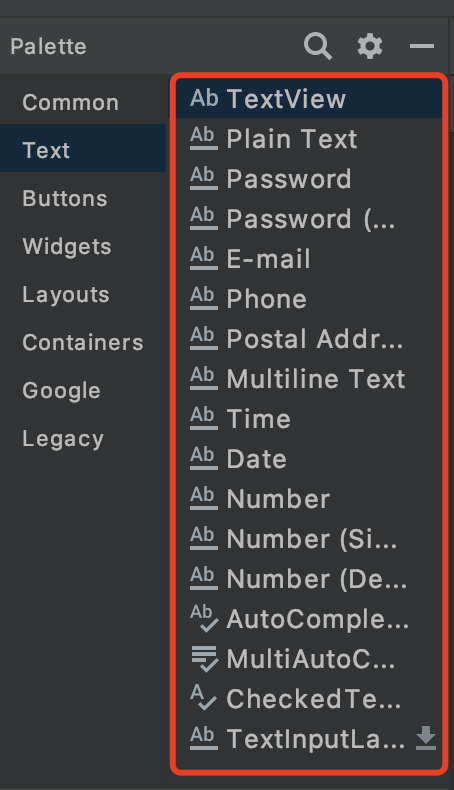 Palette
Common
Text
Buttons
Widgets
Layouts
Containers
Google
Legacy
Ab TextView
Ab Plain Text
Ab Password
Ab Password (...
Ab E-mail
Ab Phone
Ab Postal Addr...
Ab Multiline Text
Ab Time
Ab Date
Ab Number
Ab Number (Si...
Ab Number (De...
Ab AutoComple...
MultiAutoC...
A CheckedTe...
Ab TextInputLa...